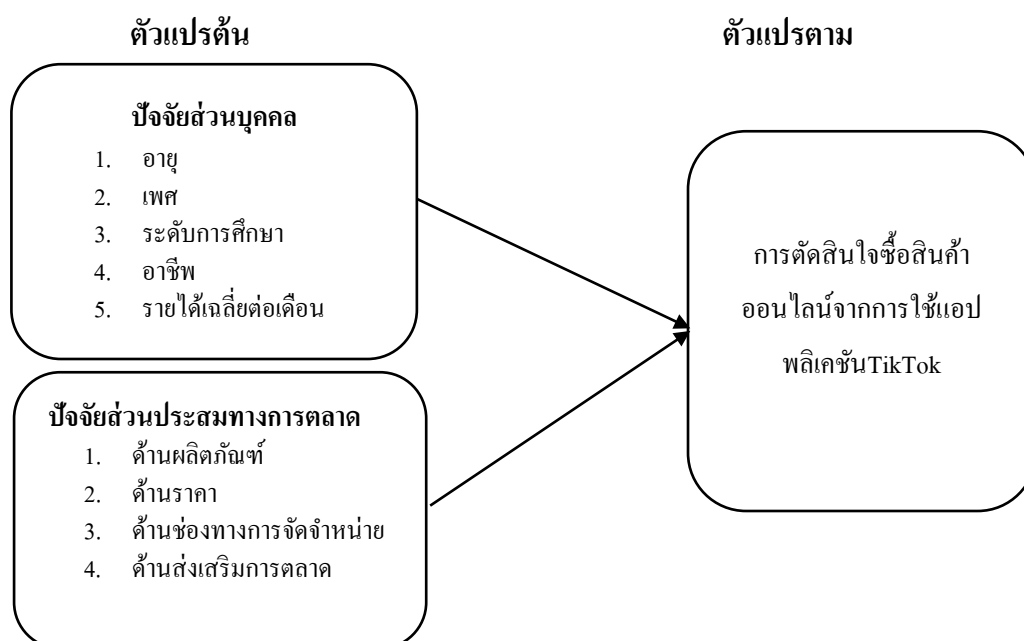 ตัวแปรต้น
ตัวแปรตาม
ปัจจัยส่วนบุคคล
1. อายุ
2. เพศ
3. ระดับการศึกษา
4. อาชีพ
5. รายได้เฉลี่ยต่อเดือน
ปัจจัยส่วนประสมทางการตลาด
1. ด้านผลิตภัณฑ์
2. ด้านราคา
3. ด้านช่องทางการจัดจำหน่าย
4. ด้านส่งเสริมการตลาด
การตัดสินใจซื้อสินค้า
ออนไลน์จากการใช้แอป
พลิเคชันTikTok